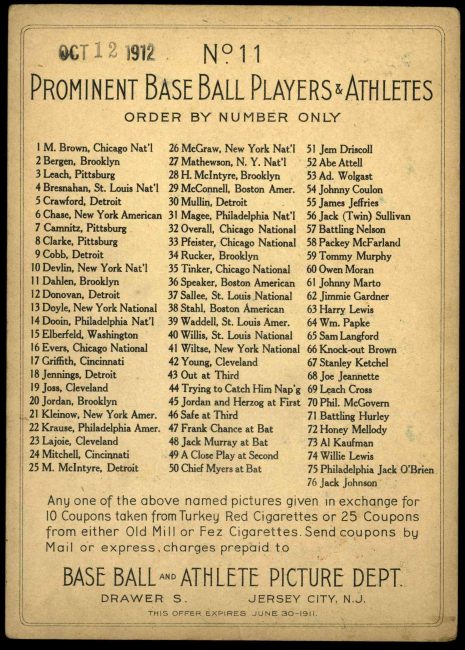 OCT 12 1912
No. 11
PROMINENT BASE BALL PLAYERS & ATHLETES
ORDER BY NUMBER ONLY
1 M. Brown, Chicago Nat'l
2 Bergen, Brooklyn
3 Leach, Pittsburg
4 Bresnahan, St. Louis Nat'l
5 Crawford, Detroit
6 Chase, New York American
7 Camnitz, Pittsburg
8 Clarke, Pittsburg
9 Cobb, Detroit
10 Devlin, New York Nat'l
11 Dahlen, Brooklyn
12 Donovan, Detroit
13 Doyle, New York National
14 Dooin, Philadelphia Nat'l
15 Elberfeld, Washington
16 Evers, Chicago National
17 Griffith, Cincinnati
18 Jennings, Detroit
19 Joss, Cleveland
20 Jordan, Brooklyn
21 Kleinow, New York Amer.
22 Krause, Philadelphia Amer.
23 Lajoie, Cleveland
24 Mitchell, Cincinnati
25 M. McIntyre, Detroit
26 McGraw, New York Nat'l
27 Mathewson, N. Y. Nat'l
28 H. McIntyre, Brooklyn
29 McConnell, Boston Amer.
30 Mullin, Detroit
31 Magee, Philadelphia Nat'l
32 Overall, Chicago National
33 Pfeister, Chicago National
34 Rucker, Brooklyn
35 Tinker, Chicago National
36 Speaker, Boston American
37 Sallee, St. Louis National
38 Stahl, Boston American
39 Waddell, St. Louis Amer.
40 Willis, St. Louis National
41 Wiltse, New York National
42 Young, Cleveland
43 Out at Third
44 Trying to Catch Him Nap'g
45 Jordan and Herzog at First
46 Safe at Third
47 Frank Chance at Bat
48 Jack Murray at Bat
49 A Close Play at Second
50 Chief Myers at Bat
51 Jem Driscoll
52 Abe Attell
53 Ad. Wolgast
54 Johnny Coulon
55 James Jeffries
56 Jack (Twin) Sullivan
57 Battling Nelson
58 Packey McFarland
59 Tommy Murphy
60 Owen Moran
61 Johnny Marto
62 Jimmie Gardner
63 Harry Lewis
64 Wm. Papke
65 Sam Langford
66 Knock-out Brown
67 Stanley Ketchel
68 Joe Jeannette
69 Leach Cross
70 Phil. McGovern
71 Battling Hurley
72 Honey Mellody
73 Al Kaufman
74 Willie Lewis
75 Philadelphia Jack O'Brien
76 Jack Johnson
Any one of the above named pictures given in exchange for
10 Coupons taken from Turkey Red Cigarettes or 25 Coupons
from either Old Mill or Fez Cigarettes. Send coupons by
Mail or express, charges prepaid to
BASE BALL AND ATHLETE PICTURE DEPT.
DRAWER S. JERSEY CITY, N.J.
THIS OFFER EXPIRES JUNE 30-1911.